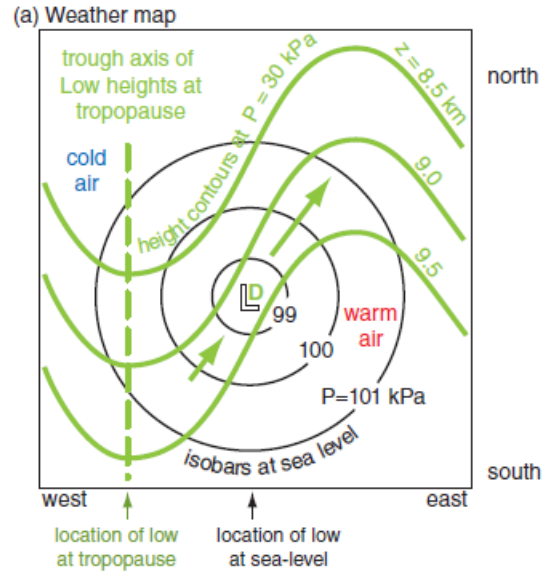 (a) Weather map
trough axis of
Low heights at
tropopause
cold
air
height contours at P = 30 kPa
z = 8.5 km
9.0
9.5
north
L
D
99
100
warm
air
P=101 kPa
isobars at sea level
south
west
east
location of low
at tropopause
location of low
at sea-level